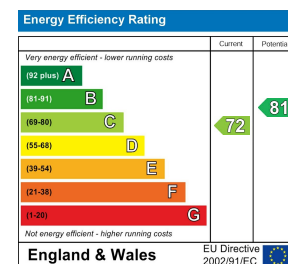 Energy Efficiency Rating
Current Potentia
Very energy efficient - lower running costs
(92 plus) A
(81-91) B
81
(69-80) C
72
(55-68) D
(39-54) E
(21-38) F
(1-20) G
Not energy efficient - higher running costs
England & Wales
EU Directive
2002/91/EC